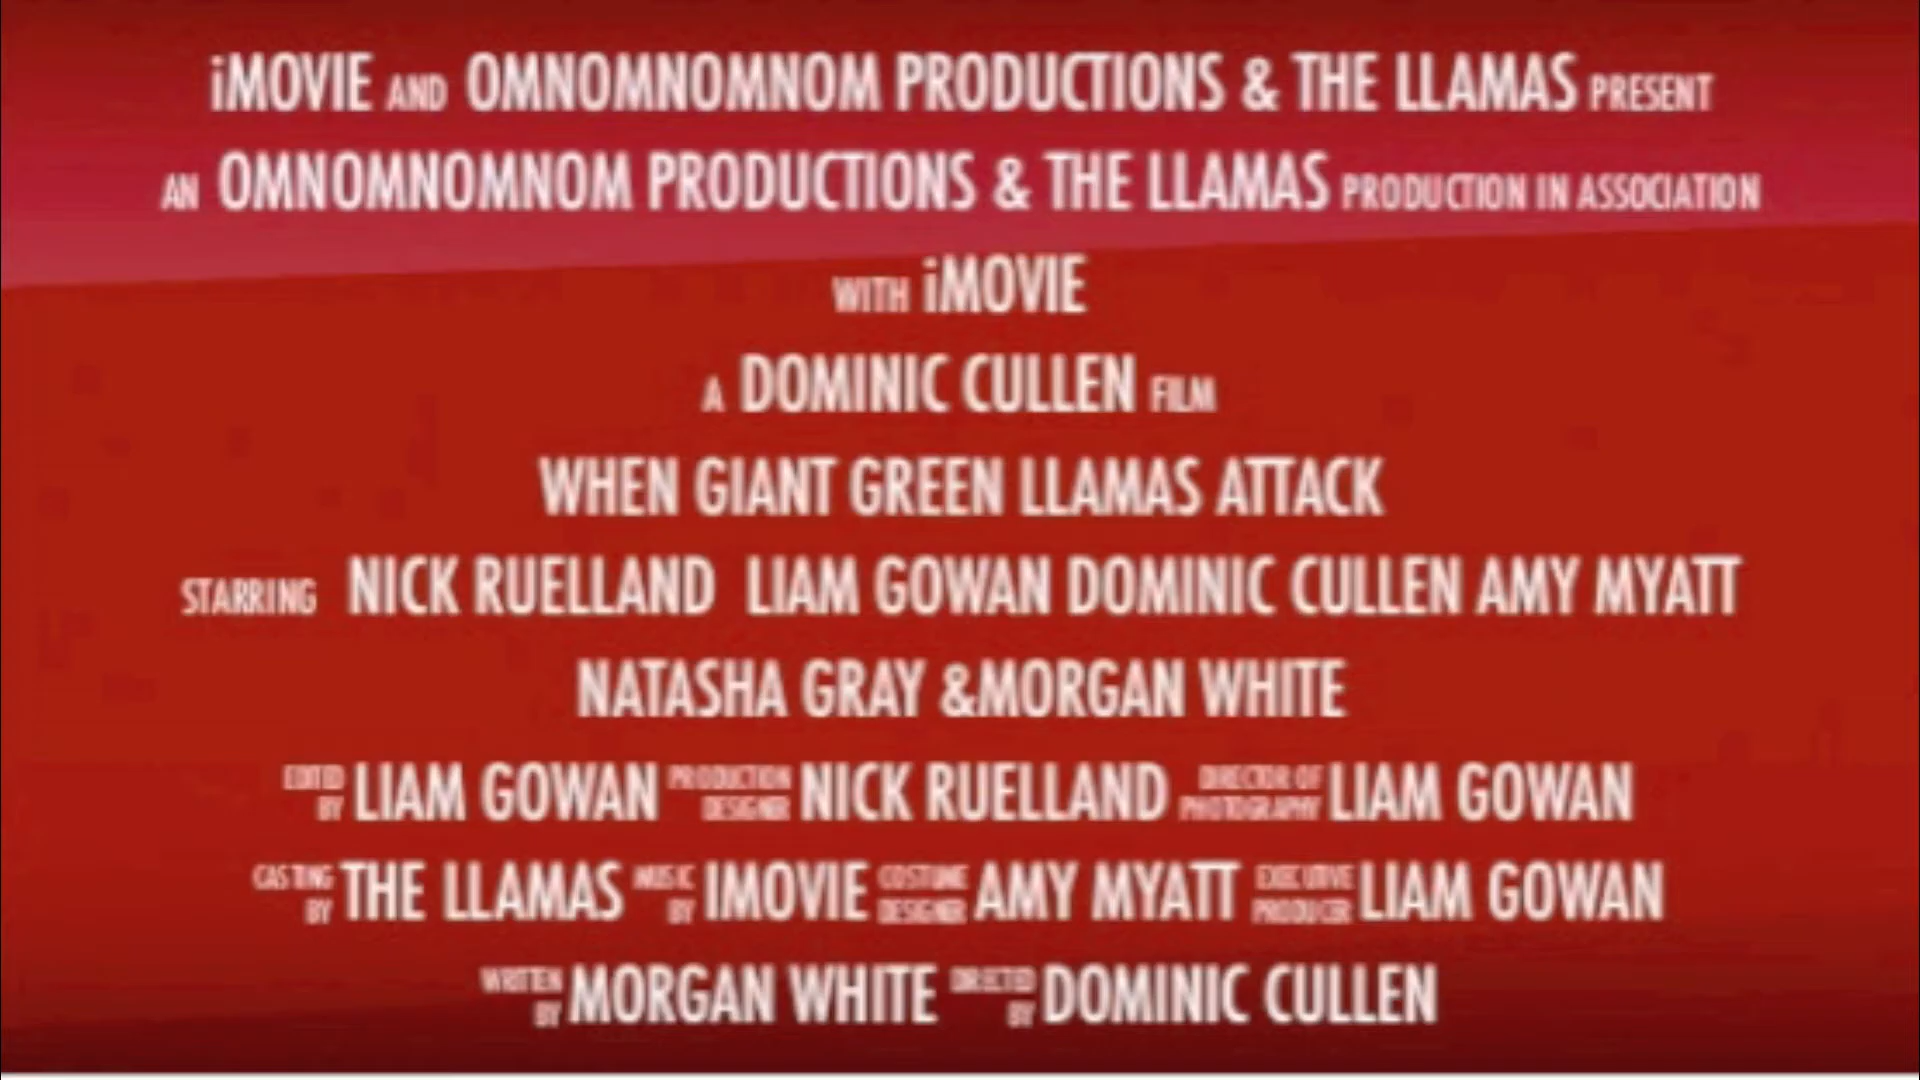 iMOVIE AND OMNOMNOMNOM PRODUCTIONS & THE LLAMAS PRESENT
AN OMNOMNOMNOM PRODUCTIONS & THE LLAMAS PRODUCTION IN ASSOCIATION
WITH iMOVIE
A DOMINIC CULLEN FILM
WHEN GIANT GREEN LLAMAS ATTACK
STARRING NICK RUELLAND LIAM GOWAN DOMINIC CULLEN AMY MYATT
NATASHA GRAY &MORGAN WHITE
EDITED BY LIAM GOWAN PRODUCTION DESIGNER NICK RUELLAND DIRECTOR OF PHOTOGRAPHY LIAM GOWAN
CASTING BY THE LLAMAS MUSIC BY IMOVIE COSTUME DESIGNER AMY MYATT EXECUTIVE PRODUCER LIAM GOWAN
WRITTEN BY MORGAN WHITE DIRECTED BY DOMINIC CULLEN